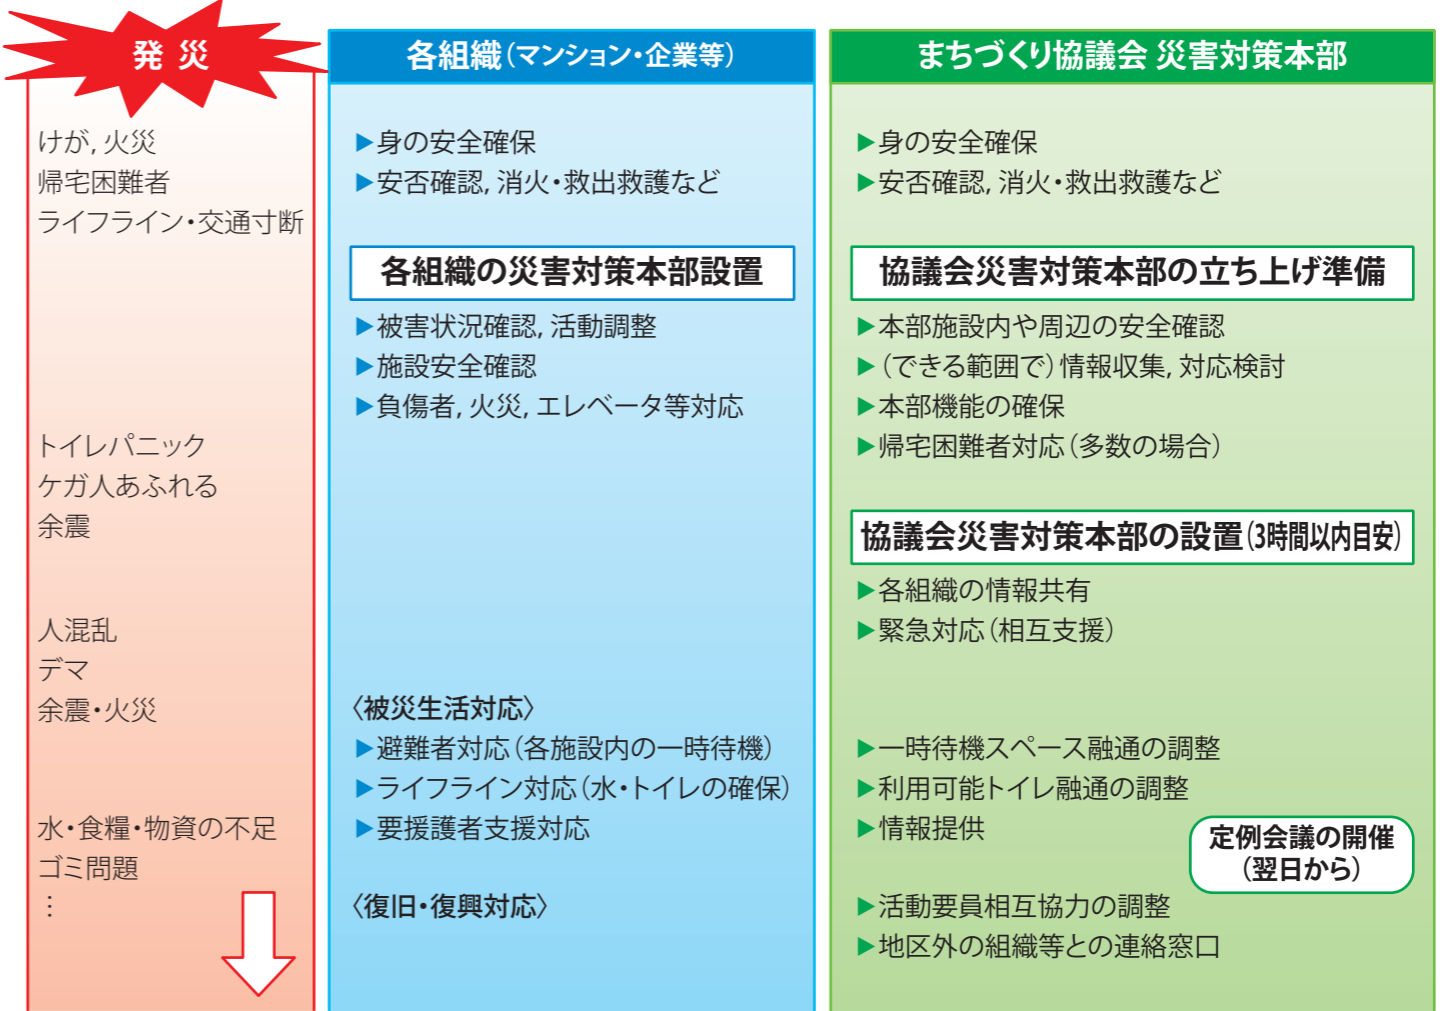 発 災
けが, 火災
帰宅困難者
ライフライン・交通寸断
トイレパニック
ケガ人あふれる
余震
人混乱
デマ
余震・火災
水・食糧・物資の不足
ゴミ問題
⋮
各組織(マンション・企業等)
▶身の安全確保
▶安否確認, 消火・救出救護など
各組織の災害対策本部設置
▶被害状況確認, 活動調整
▶施設安全確認
▶負傷者, 火災, エレベータ等対応
〈被災生活対応〉
▶避難者対応(各施設内の一時待機)
▶ライフライン対応(水・トイレの確保)
▶要援護者支援対応
〈復旧・復興対応〉
まちづくり協議会 災害対策本部
▶身の安全確保
▶安否確認, 消火・救出救護など
協議会災害対策本部の立ち上げ準備
▶本部施設内や周辺の安全確認
▶(できる範囲で)情報収集, 対応検討
▶本部機能の確保
▶帰宅困難者対応(多数の場合)
協議会災害対策本部の設置(3時間以内目安)
▶各組織の情報共有
▶緊急対応(相互支援)
▶一時待機スペース融通の調整
▶利用可能トイレ融通の調整
▶情報提供
定例会議の開催
(翌日から)
▶活動要員相互協力の調整
▶地区外の組織等との連絡窓口